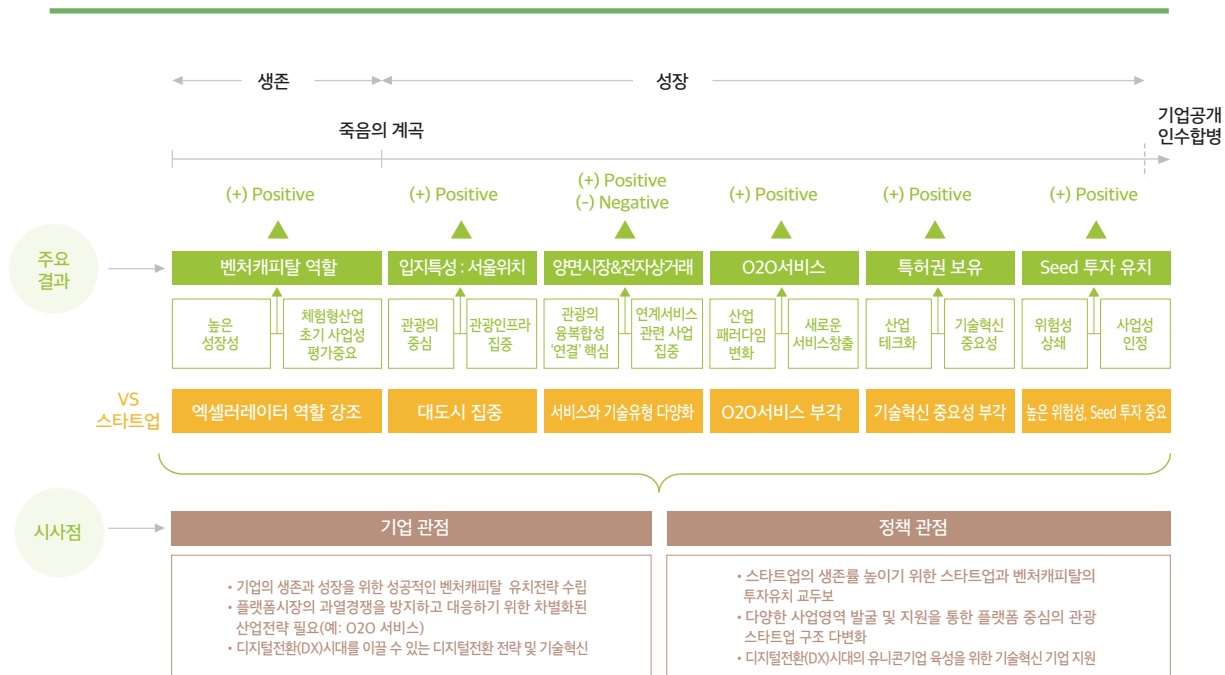 생존
성장
죽음의 계곡
기업공개
인수합병
(+) Positive
(+) Positive
(+) Positive
(-) Negative
(+) Positive
(+) Positive
(+) Positive
주요
결과
벤처캐피탈 역할
입지특성 : 서울위치
양면시장&전자상거래
O2O서비스
특허권 보유
Seed 투자 유치
높은
성장성
체험형산업
초기 사업성
평가중요
관광의
중심
관광인프라
집중
관광의
융복합성
‘연결’ 핵심
연계서비스
관련 사업
집중
산업
패러다임
변화
새로운
서비스창출
산업
테크화
기술혁신
중요성
위험성
상쇄
사업성
인정
VS
스타트업
엑셀러레이터 역할 강조
대도시 집중
서비스와 기술유형 다양화
O2O서비스 부각
기술혁신 중요성 부각
높은 위험성, Seed 투자 중요
시사점
기업 관점
• 기업의 생존과 성장을 위한 성공적인 벤처캐피탈 유치전략 수립
• 플랫폼시장의 과열경쟁을 방지하고 대응하기 위한 차별화된
산업전략 필요(예: O2O 서비스)
• 디지털전환(DX)시대를 이끌 수 있는 디지털전환 전략 및 기술혁신
정책 관점
• 스타트업의 생존률 높이기 위한 스타트업과 벤처캐피탈의
투자유치 교두보
• 다양한 사업영역 발굴 및 지원을 통한 플랫폼 중심의 관광
스타트업 구조 다변화
• 디지털전환(DX)시대의 유니콘기업 육성을 위한 기술혁신 기업 지원